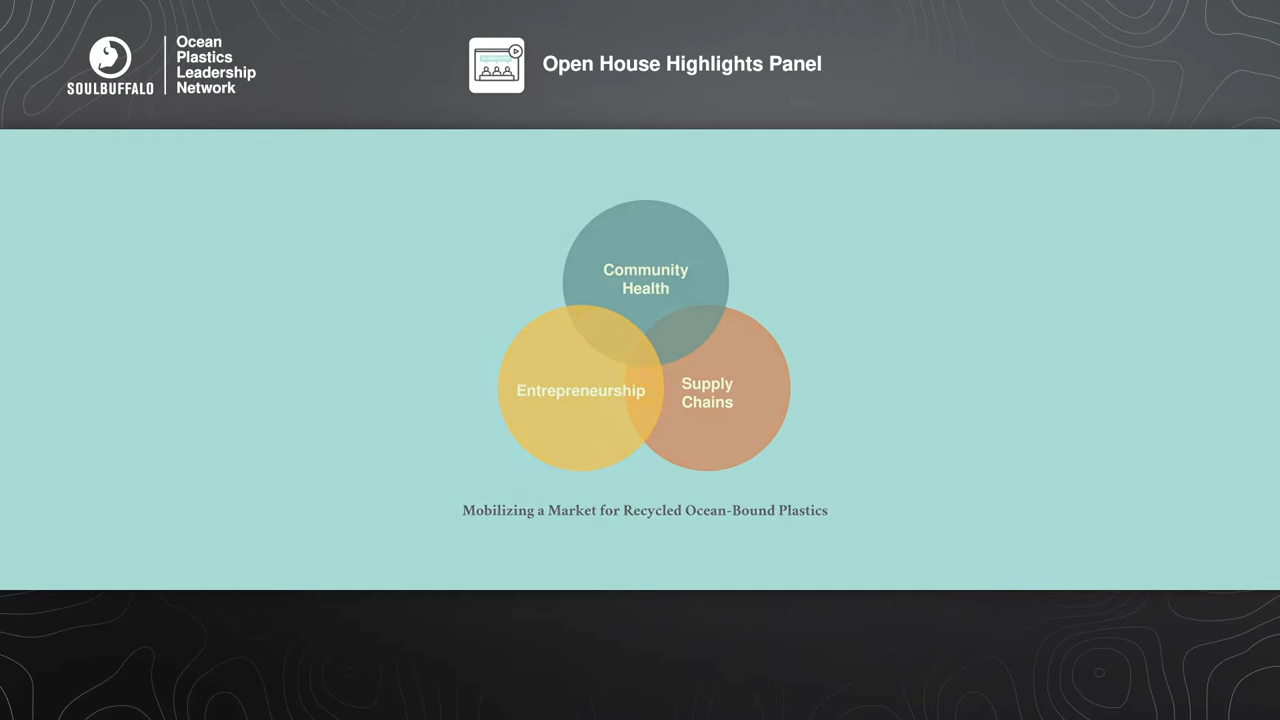 SOULBUFFALO
Ocean
Plastics
Leadership
Network
Open House Highlights Panel
Community
Health
Entrepreneurship
Supply
Chains
Mobilizing a Market for Recycled Ocean-Bound Plastics